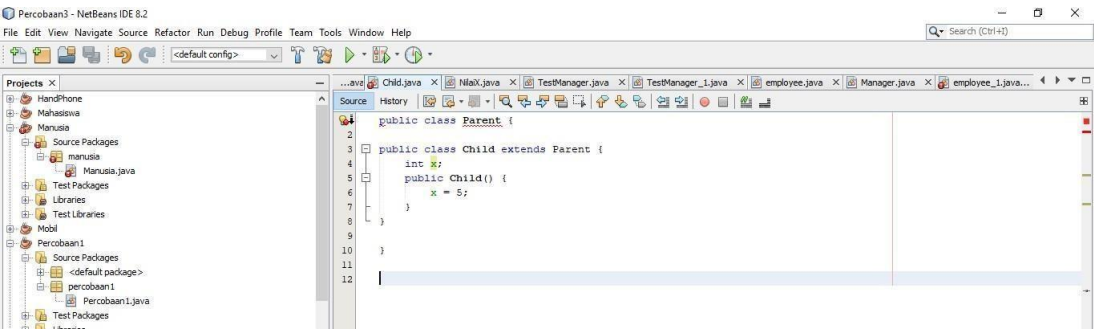 Percobaan3 - NetBeans IDE 8.2
File Edit View Navigate Source Refactor Run Debug Profile Team Tools Window Help
Search (Ctrl+I)
<default config>
Projects
...ava Child.java NilaiX.java TestManager.java TestManager_1.java employee.java Manager.java employee_1.java...
HandPhone
Source History
Mahasiswa
public class Parent {
Manusia
2
Source Packages
3 public class Child extends Parent {
manusia
4 int x;
Manusia.java
5 public Child() {
Test Packages
6 x = 5;
Libraries
7 }
Test Libraries
8 }
Mobil
9
Percobaan1
10 }
Source Packages
11
<default package>
12
percobaan1
Percobaan1.java
Test Packages